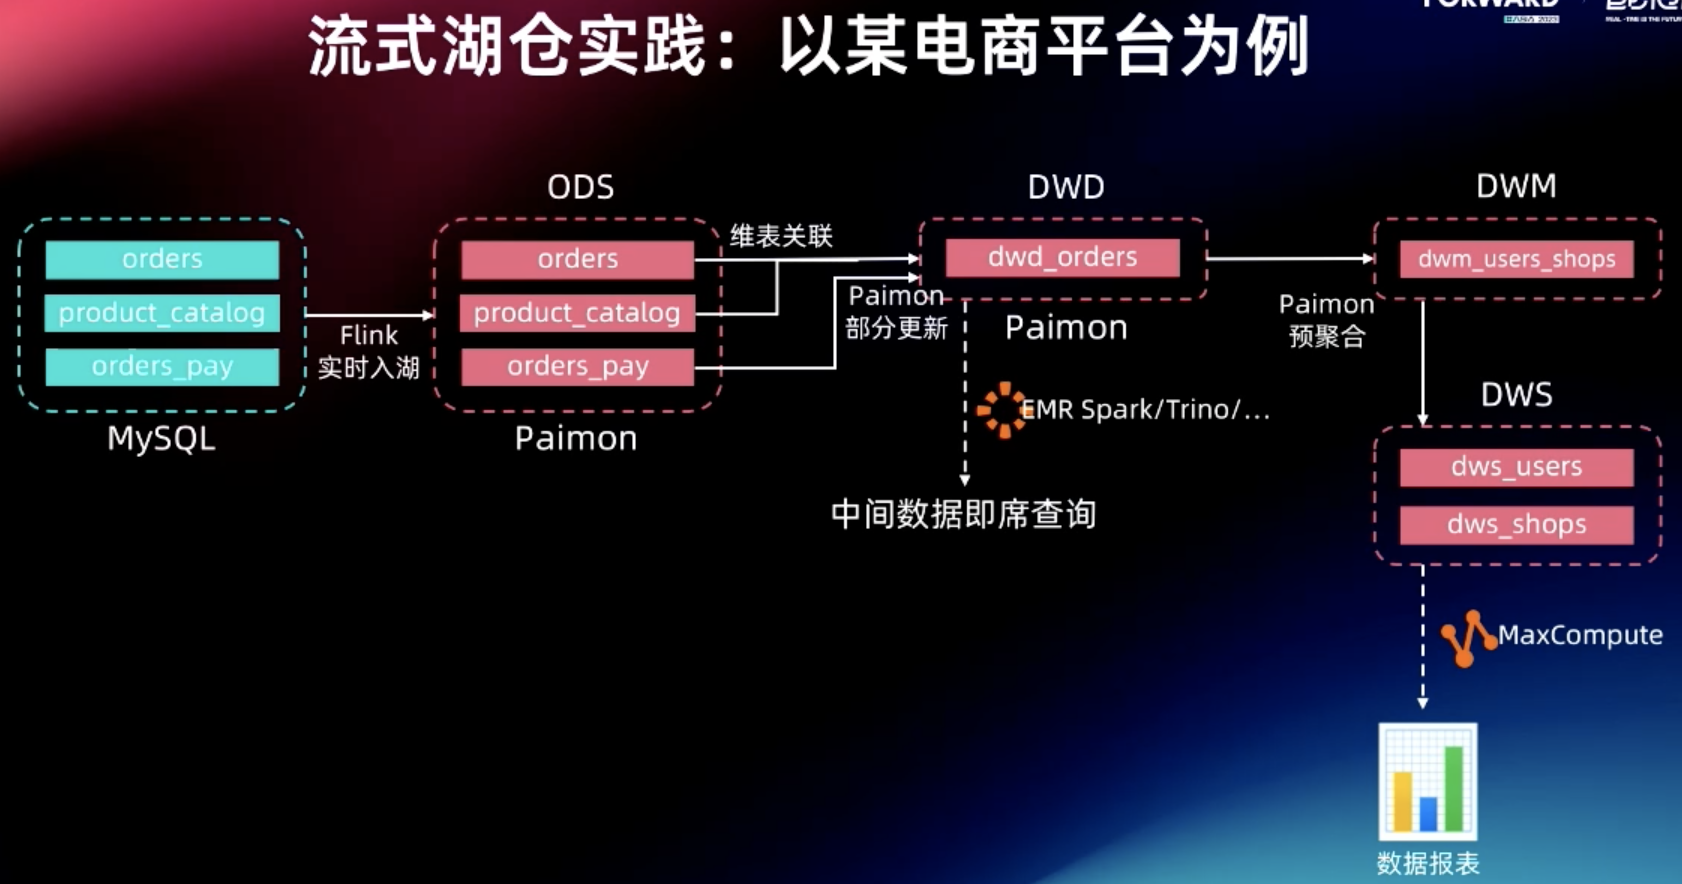 FORWARD
流式湖仓实践：以某电商平台为例
ODS
DWD
DWM
orders
product_catalog
orders_pay
MySQL
Flink
实时入湖
orders
product_catalog
orders_pay
Paimon
维表关联
Paimon
部分更新
dwd_orders
Paimon
EMR Spark/Trino/...
中间数据即席查询
dwm_users_shops
Paimon
预聚合
DWS
dws_users
dws_shops
MaxCompute
数据报表